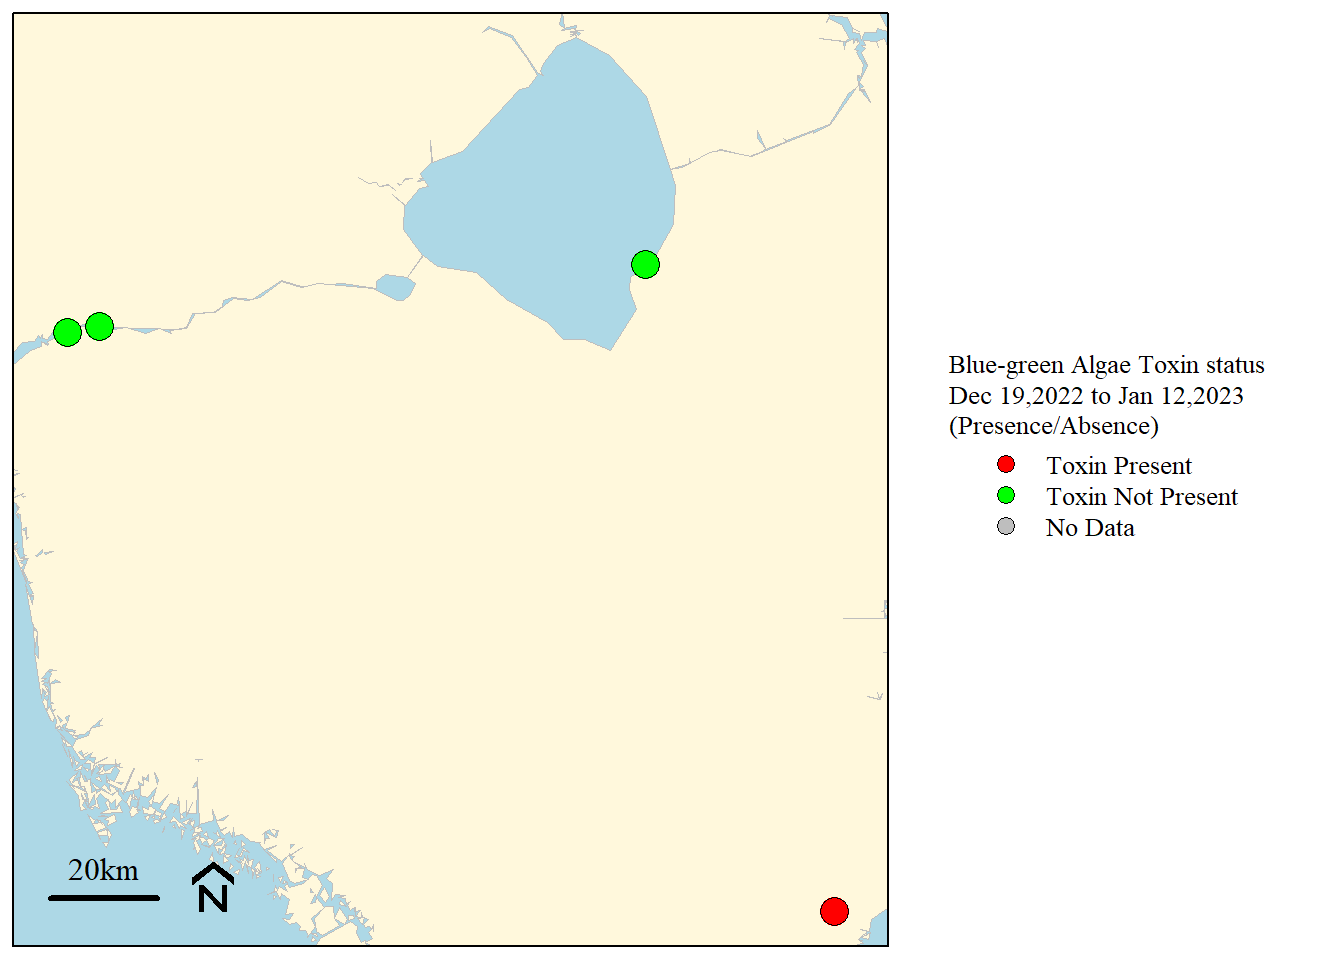 Blue-green Algae Toxin status
Dec 19,2022 to Jan 12,2023
(Presence/Absence)
Toxin Present
Toxin Not Present
No Data
20km
N